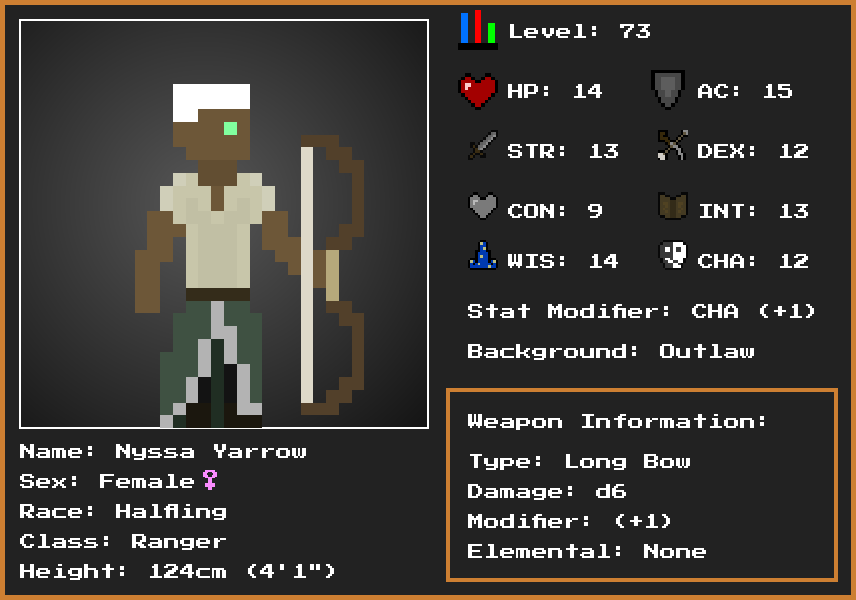 Level: 73
HP: 14
AC: 15
STR: 13
DEX: 12
CON: 9
INT: 13
WIS: 14
CHA: 12
Stat Modifier: CHA (+1)
Background: Outlaw
Weapon Information:
Type: Long Bow
Damage: d6
Modifier: (+1)
Elemental: None
Name: Nyssa Yarrow
Sex: Female♀
Race: Halfling
Class: Ranger
Height: 124cm (4'1")